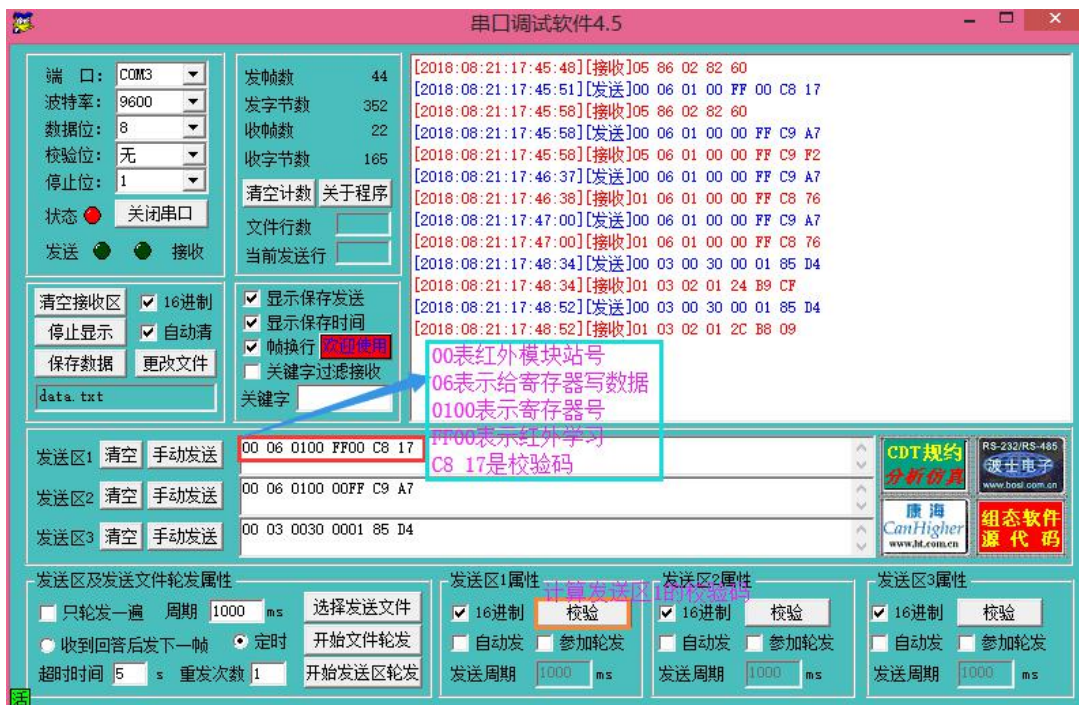 串口调试软件4.5
端 口: COM3
波特率: 9600
数据位: 8
校验位: 无
停止位: 1
状态 关闭串口
发送 接收
发帧数 44
发字节数 352
收帧数 22
收字节数 165
清空计数 关于程序
文件行数
当前发送行
[2018:08:21:17:45:48][接收]05 86 02 82 60
[2018:08:21:17:45:51][发送]00 06 01 00 FF 00 C8 17
[2018:08:21:17:45:58][接收]05 86 02 82 60
[2018:08:21:17:45:58][发送]00 06 01 00 00 FF C9 A7
[2018:08:21:17:45:58][接收]05 06 01 00 00 FF C9 F2
[2018:08:21:17:46:37][发送]00 06 01 00 00 FF C9 A7
[2018:08:21:17:46:38][接收]01 06 01 00 00 FF C8 76
[2018:08:21:17:47:00][发送]00 06 01 00 00 FF C9 A7
[2018:08:21:17:47:00][接收]01 06 01 00 00 FF C8 76
[2018:08:21:17:48:34][发送]00 03 00 30 00 01 85 D4
[2018:08:21:17:48:34][接收]01 03 02 01 24 B9 CF
[2018:08:21:17:48:52][发送]00 03 00 30 00 01 85 D4
[2018:08:21:17:48:52][接收]01 03 02 01 2C B8 09
清空接收区 16进制
停止显示 自动清
保存数据 更改文件
data.txt
显示保存发送
显示保存时间
帧换行 欢迎使用
关键字过滤接收
关键字
00表红外模块站号
06表示给寄存器写数据
0100表示寄存器号
FF00表示红外学习
C8 17是校验码
发送区1 清空 手动发送 00 06 0100 FF00 C8 17
发送区2 清空 手动发送 00 06 0100 00FF C9 A7
发送区3 清空 手动发送 00 03 0030 0001 85 D4
CDT规约
分析仿真
RS-232/RS-485
波士电子
www.bosi.com.cn
康海
CanHigher
www.ht.com.cn
组态软件
源代码
发送区及发送文件轮发属性
只轮发一遍 周期 1000 ms 选择发送文件
收到回答后发下一帧 定时 开始文件轮发
超时时间 5 s 重发次数 1 开始发送区轮发
发送区1属性
计算发送区1的校验码
16进制 校验
自动发 参加轮发
发送周期 1000 ms
发送区2属性
16进制 校验
自动发 参加轮发
发送周期 1000 ms
发送区3属性
16进制 校验
自动发 参加轮发
发送周期 1000 ms
活